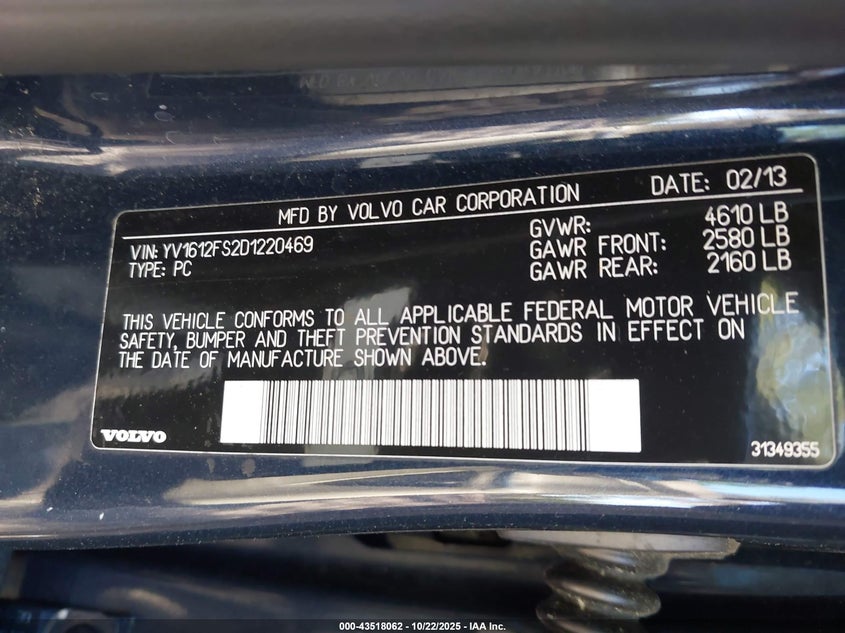 MFD BY VOLVO CAR CORPORATION DATE: 02/13
VIN: YV1612FS2D1220469 GVWR: 4610 LB
TYPE: PC GAWR FRONT: 2580 LB
GAWR REAR: 2160 LB
THIS VEHICLE CONFORMS TO ALL APPLICABLE FEDERAL MOTOR VEHICLE
SAFETY, BUMPER AND THEFT PREVENTION STANDARDS IN EFFECT ON
THE DATE OF MANUFACTURE SHOWN ABOVE.
VOLVO 31349355
000-43518062 - 10/22/2025 - IAA Inc.